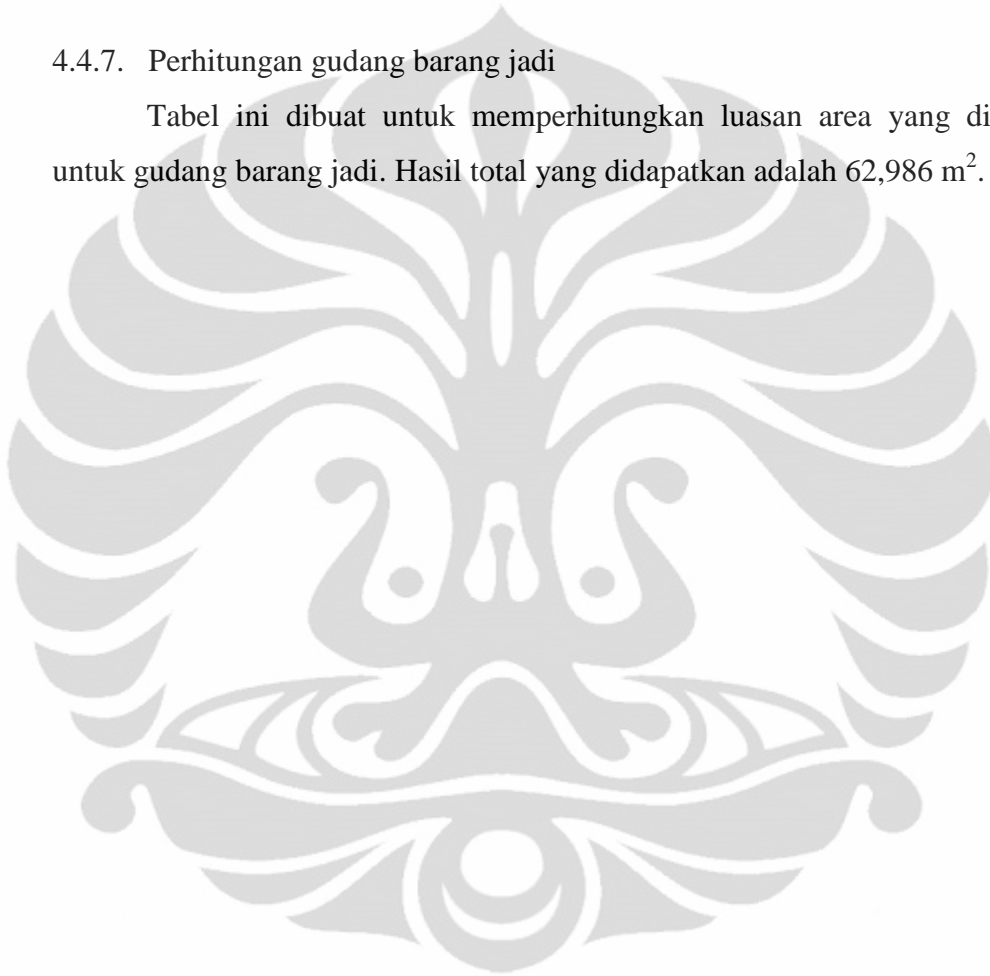 4.4.7. Perhitungan gudang barang jadi
Tabel ini dibuat untuk memperhitungkan luasan area yang di
untuk gudang barang jadi. Hasil total yang didapatkan adalah 62,986 m².